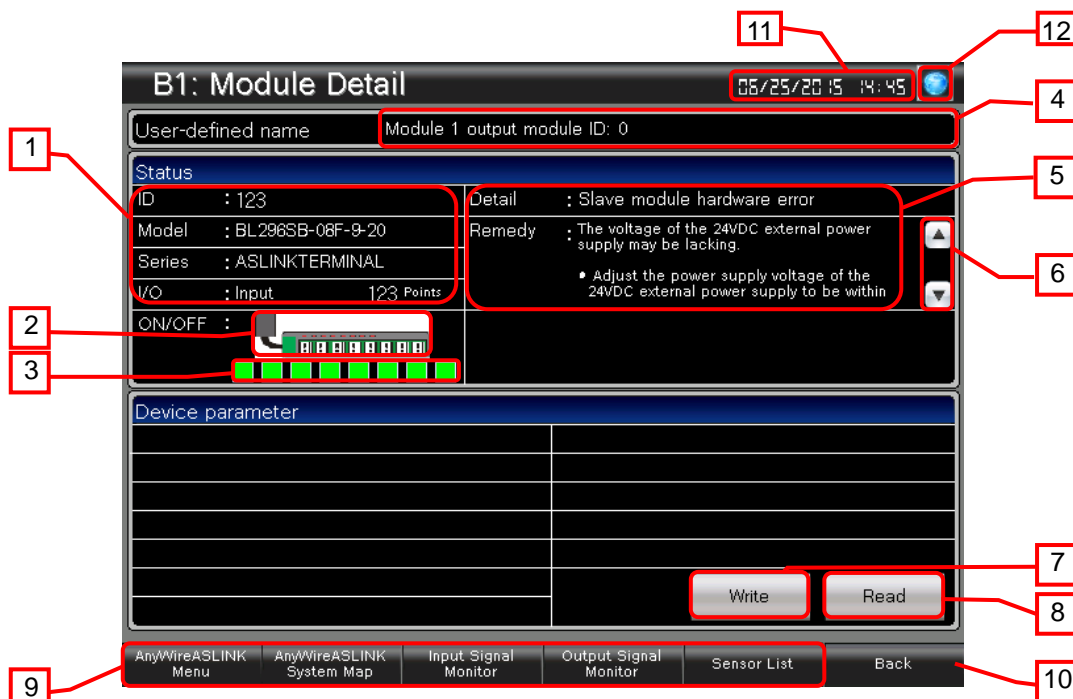 11
12
B1: Module Detail
06/25/2015 14:45
4
User-defined name
Module 1 output module ID: 0
1
Status
5
ID : 123
Detail : Slave module hardware error
Model : BL296SB-08F-9-20
Remedy : The voltage of the 24VDC external power
supply may be lacking.
Series : ASLINKTERMINAL
• Adjust the power supply voltage of the
24VDC external power supply to be within
6
I/O : Input 123 Points
2
ON/OFF :
3
Device parameter
7
Write
Read
8
AnyWireASLINK
Menu
AnyWireASLINK
System Map
Input Signal
Monitor
Output Signal
Monitor
Sensor List
Back
9
10